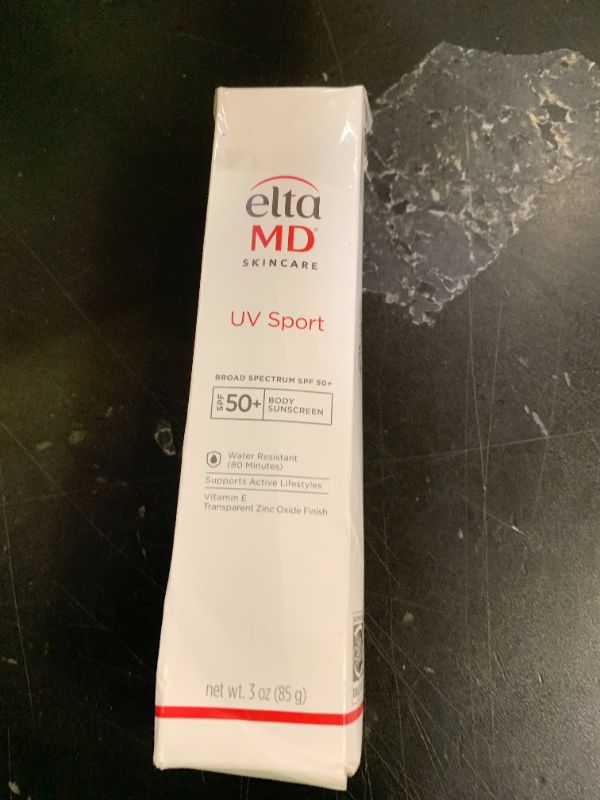 elta
MD
SKINCARE
UV Sport
BROAD SPECTRUM SPF 50+
SPF 50+ BODY
SUNSCREEN
Water Resistant
(80 Minutes)
Supports Active Lifestyles
Vitamin E
Transparent Zinc Oxide Finish
net wt. 3 oz (85 g)